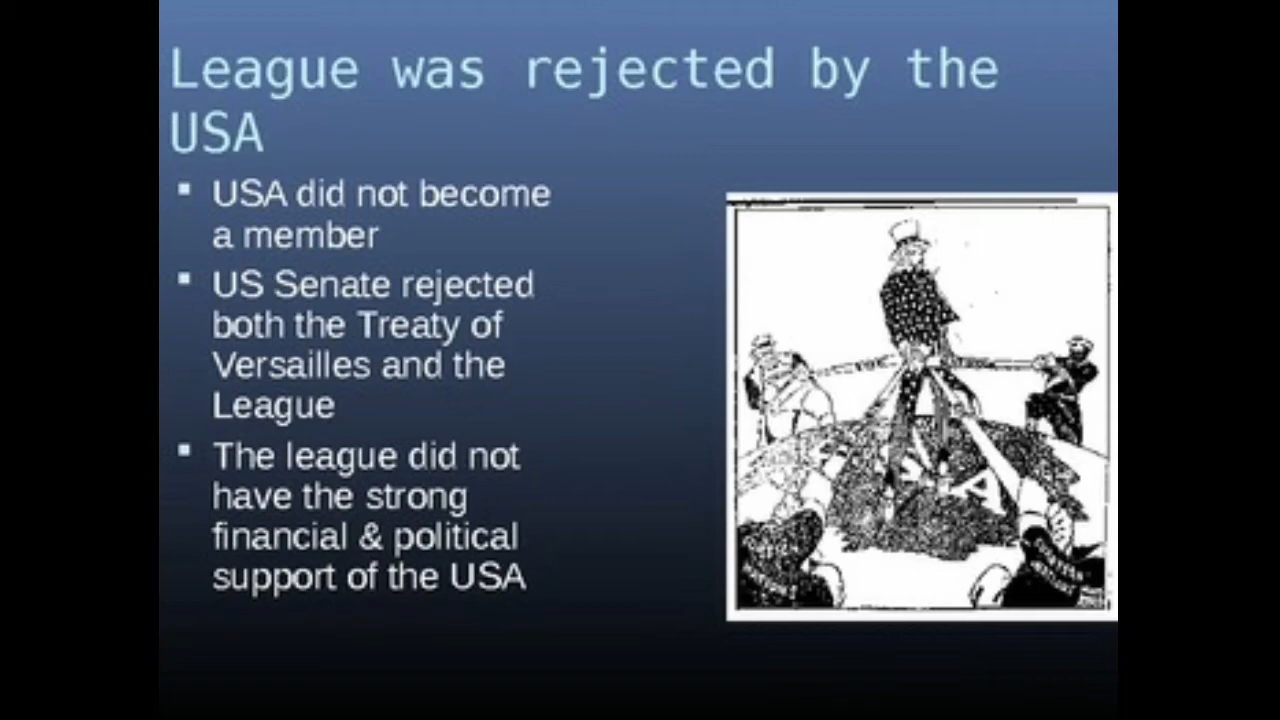 League was rejected by the
USA
▪ USA did not become
a member
▪ US Senate rejected
both the Treaty of
Versailles and the
League
▪ The league did not
have the strong
financial & political
support of the USA